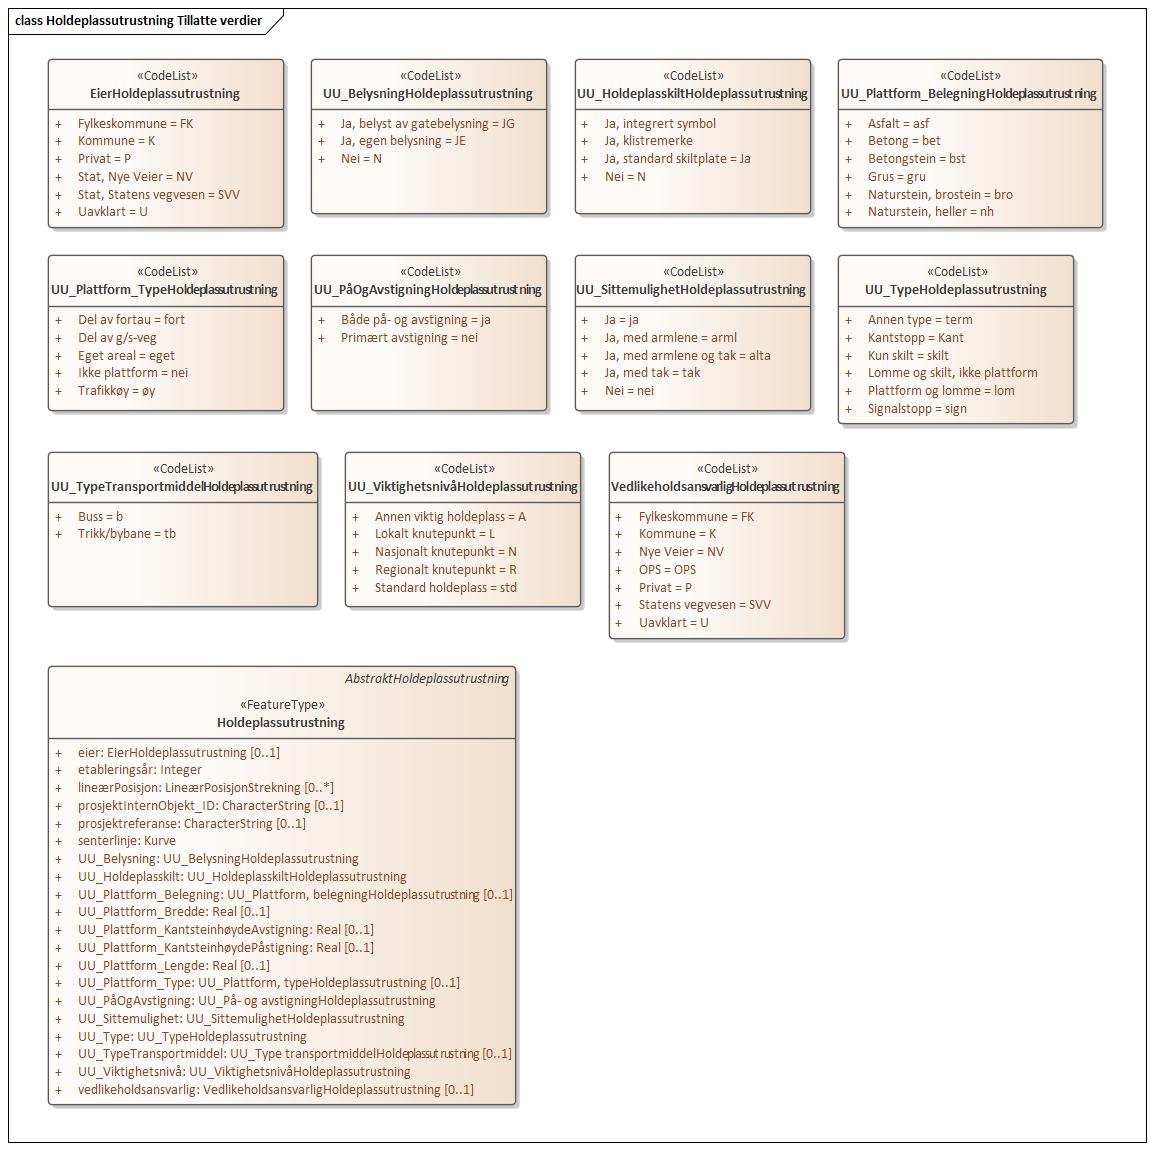 class Holdeplassutrustning Tillatte verdier
«CodeList»
EierHoldeplassutrustning
+ Fylkeskommune = FK
+ Kommune = K
+ Privat = P
+ Stat, Nye Veier = NV
+ Stat, Statens vegvesen = SVV
+ Uavklart = U
«CodeList»
UU_BelysningHoldeplassutrustning
+ Ja, belyst av gatebelysning = JG
+ Ja, egen belysning = JE
+ Nei = N
«CodeList»
UU_HoldeplasskiltHoldeplassutrustning
+ Ja, integrert symbol
+ Ja, klistremerke
+ Ja, standard skiltplate = Ja
+ Nei = N
«CodeList»
UU_Plattform_BelegningHoldeplassutrustning
+ Asfalt = asf
+ Betong = bet
+ Betongstein = bst
+ Grus = gru
+ Naturstein, brostein = bro
+ Naturstein, heller = nh
«CodeList»
UU_Plattform_TypeHoldeplassutrustning
+ Del av fortau = fort
+ Del av g/s-veg
+ Eget areal = eget
+ Ikke plattform = nei
+ Trafikkøy = øy
«CodeList»
UU_PåOgAvstigningHoldeplassutrustning
+ Både på- og avstigning = ja
+ Primært avstigning = nei
«CodeList»
UU_SittemulighetHoldeplassutrustning
+ Ja = ja
+ Ja, med armlene = arml
+ Ja, med armlene og tak = alta
+ Ja, med tak = tak
+ Nei = nei
«CodeList»
UU_TypeHoldeplassutrustning
+ Annen type = term
+ Kantstopp = Kant
+ Kun skilt = skilt
+ Lomme og skilt, ikke plattform
+ Plattform og lomme = lom
+ Signalstopp = sign
«CodeList»
UU_TypeTransportmiddelHoldeplassutrustning
+ Buss = b
+ Trikk/bybane = tb
«CodeList»
UU_ViktighetsnivåHoldeplassutrustning
+ Annen viktig holdeplass = A
+ Lokalt knutepunkt = L
+ Nasjonalt knutepunkt = N
+ Regionalt knutepunkt = R
+ Standard holdeplass = std
«CodeList»
VedlikeholdsansvarligHoldeplassutrustning
+ Fylkeskommune = FK
+ Kommune = K
+ Nye Veier = NV
+ OPS = OPS
+ Privat = P
+ Statens vegvesen = SVV
+ Uavklart = U
AbstraktHoldeplassutrustning
«FeatureType»
Holdeplassutrustning
+ eier: EierHoldeplassutrustning [0..1]
+ etableringsår: Integer
+ lineærPosisjon: LineærPosisjonStrekning [0..*]
+ prosjektInternObjekt_ID: CharacterString [0..1]
+ prosjektreferanse: CharacterString [0..1]
+ senterlinje: Kurve
+ UU_Belysning: UU_BelysningHoldeplassutrustning
+ UU_Holdeplasskilt: UU_HoldeplasskiltHoldeplassutrustning
+ UU_Plattform_Belegning: UU_Plattform, belegningHoldeplassutrustning [0..1]
+ UU_Plattform_Bredde: Real [0..1]
+ UU_Plattform_KantsteinhøydeAvstigning: Real [0..1]
+ UU_Plattform_KantsteinhøydePåstigning: Real [0..1]
+ UU_Plattform_Lengde: Real [0..1]
+ UU_Plattform_Type: UU_Plattform, typeHoldeplassutrustning [0..1]
+ UU_PåOgAvstigning: UU_På- og avstigningHoldeplassutrustning
+ UU_Sittemulighet: UU_SittemulighetHoldeplassutrustning
+ UU_Type: UU_TypeHoldeplassutrustning
+ UU_TypeTransportmiddel: UU_Type transportmiddelHoldeplassutrustning [0..1]
+ UU_Viktighetsnivå: UU_ViktighetsnivåHoldeplassutrustning
+ vedlikeholdsansvarlig: VedlikeholdsansvarligHoldeplassutrustning [0..1]